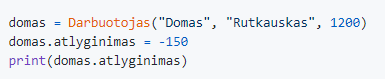 domas = Darbuotojas("Domas", "Rutkauskas", 1200)
domas.atlyginimas = -150
print(domas.atlyginimas)